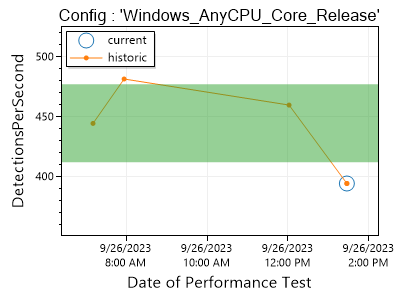 Config : 'Windows_AnyCPU_Core_Release'
current
historic
500
450
400
DetectionsPerSecond
9/26/2023 9/26/2023 9/26/2023 9/26/2023
8:00 AM 10:00 AM 12:00 PM 2:00 PM
Date of Performance Test